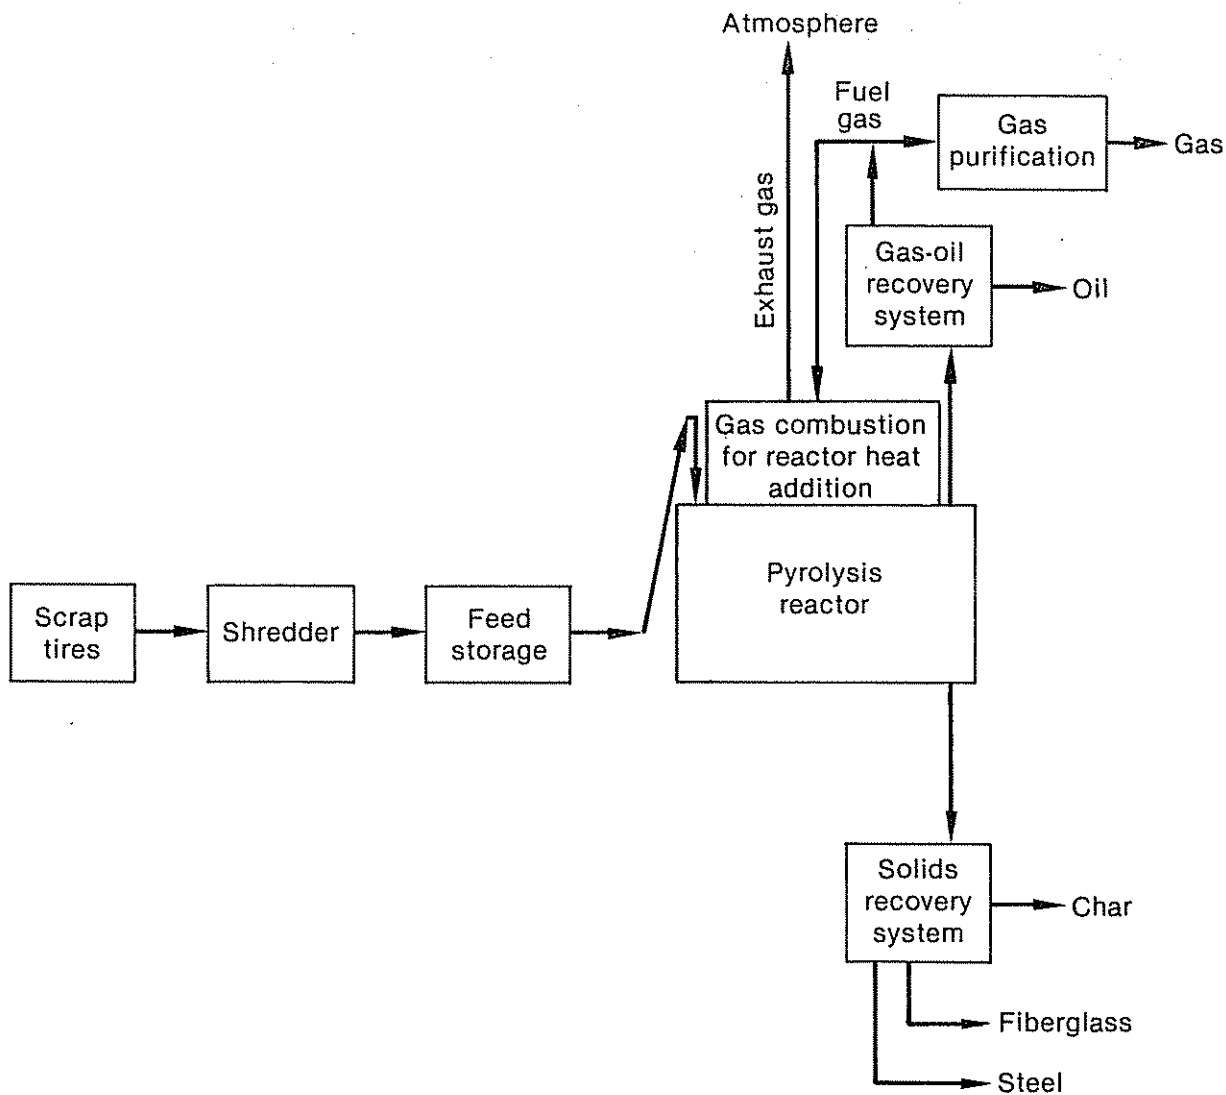 Atmosphere
Fuel
gas
Gas
purification
Gas
Exhaust gas
Gas-oil
recovery
system
Oil
Gas combustion
for reactor heat
addition
Pyrolysis
reactor
Scrap
tires
Shredder
Feed
storage
Solids
recovery
system
Char
Fiberglass
Steel